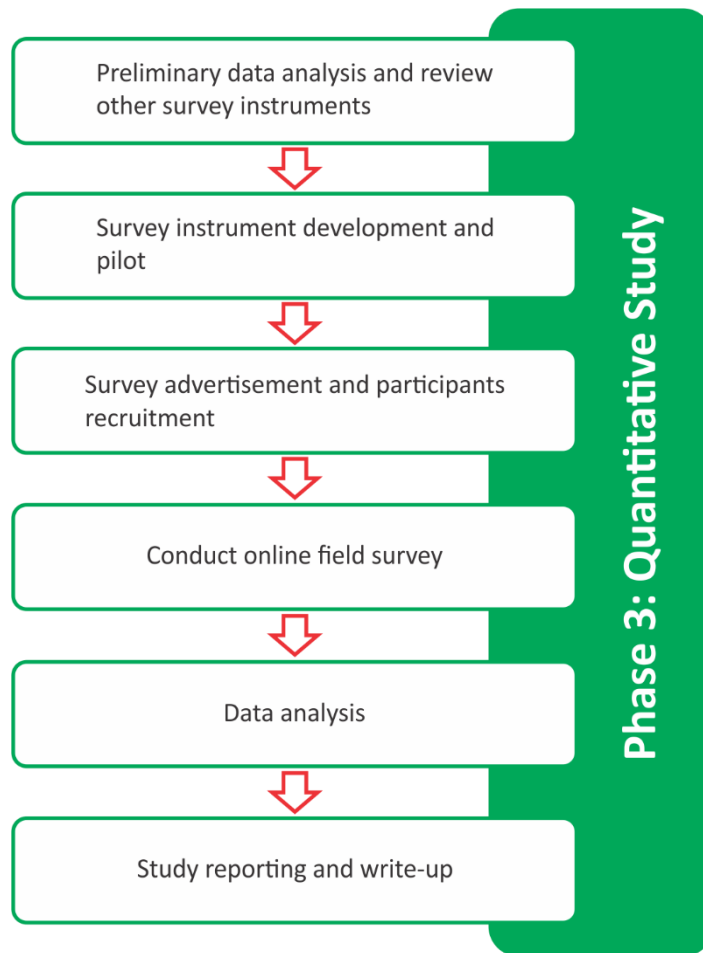 Preliminary data analysis and review
other survey instruments
Survey instrument development and
pilot
Survey advertisement and participants
recruitment
Conduct online field survey
Data analysis
Study reporting and write-up
Phase 3: Quantitative Study